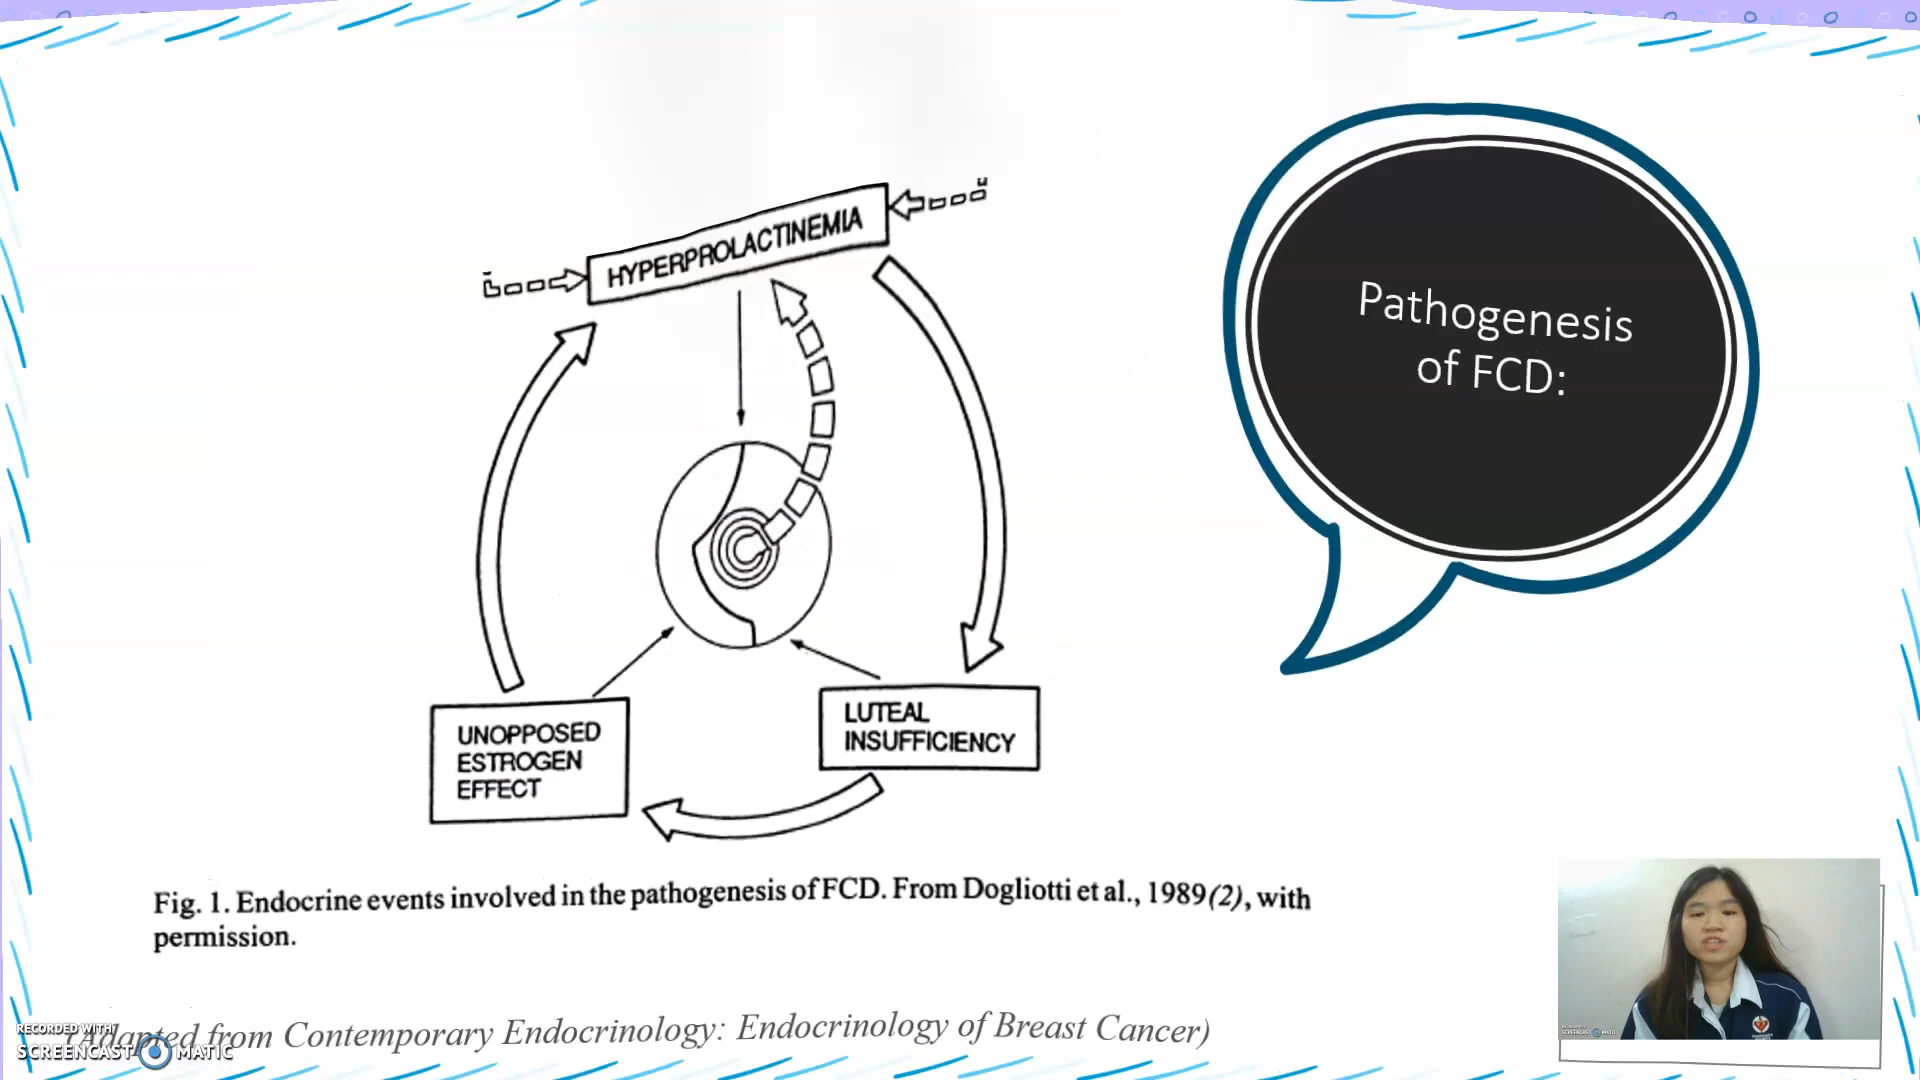 HYPERPROLACTINEMIA
Pathogenesis
of FCD:
UNOPPOSED
ESTROGEN
EFFECT
LUTEAL
INSUFFICIENCY
Fig. 1. Endocrine events involved in the pathogenesis of FCD. From Dogliotti et al., 1989(2), with
permission.
(Adapted from Contemporary Endocrinology: Endocrinology of Breast Cancer)
RECORDED WITH
SCREENCAST MATIC